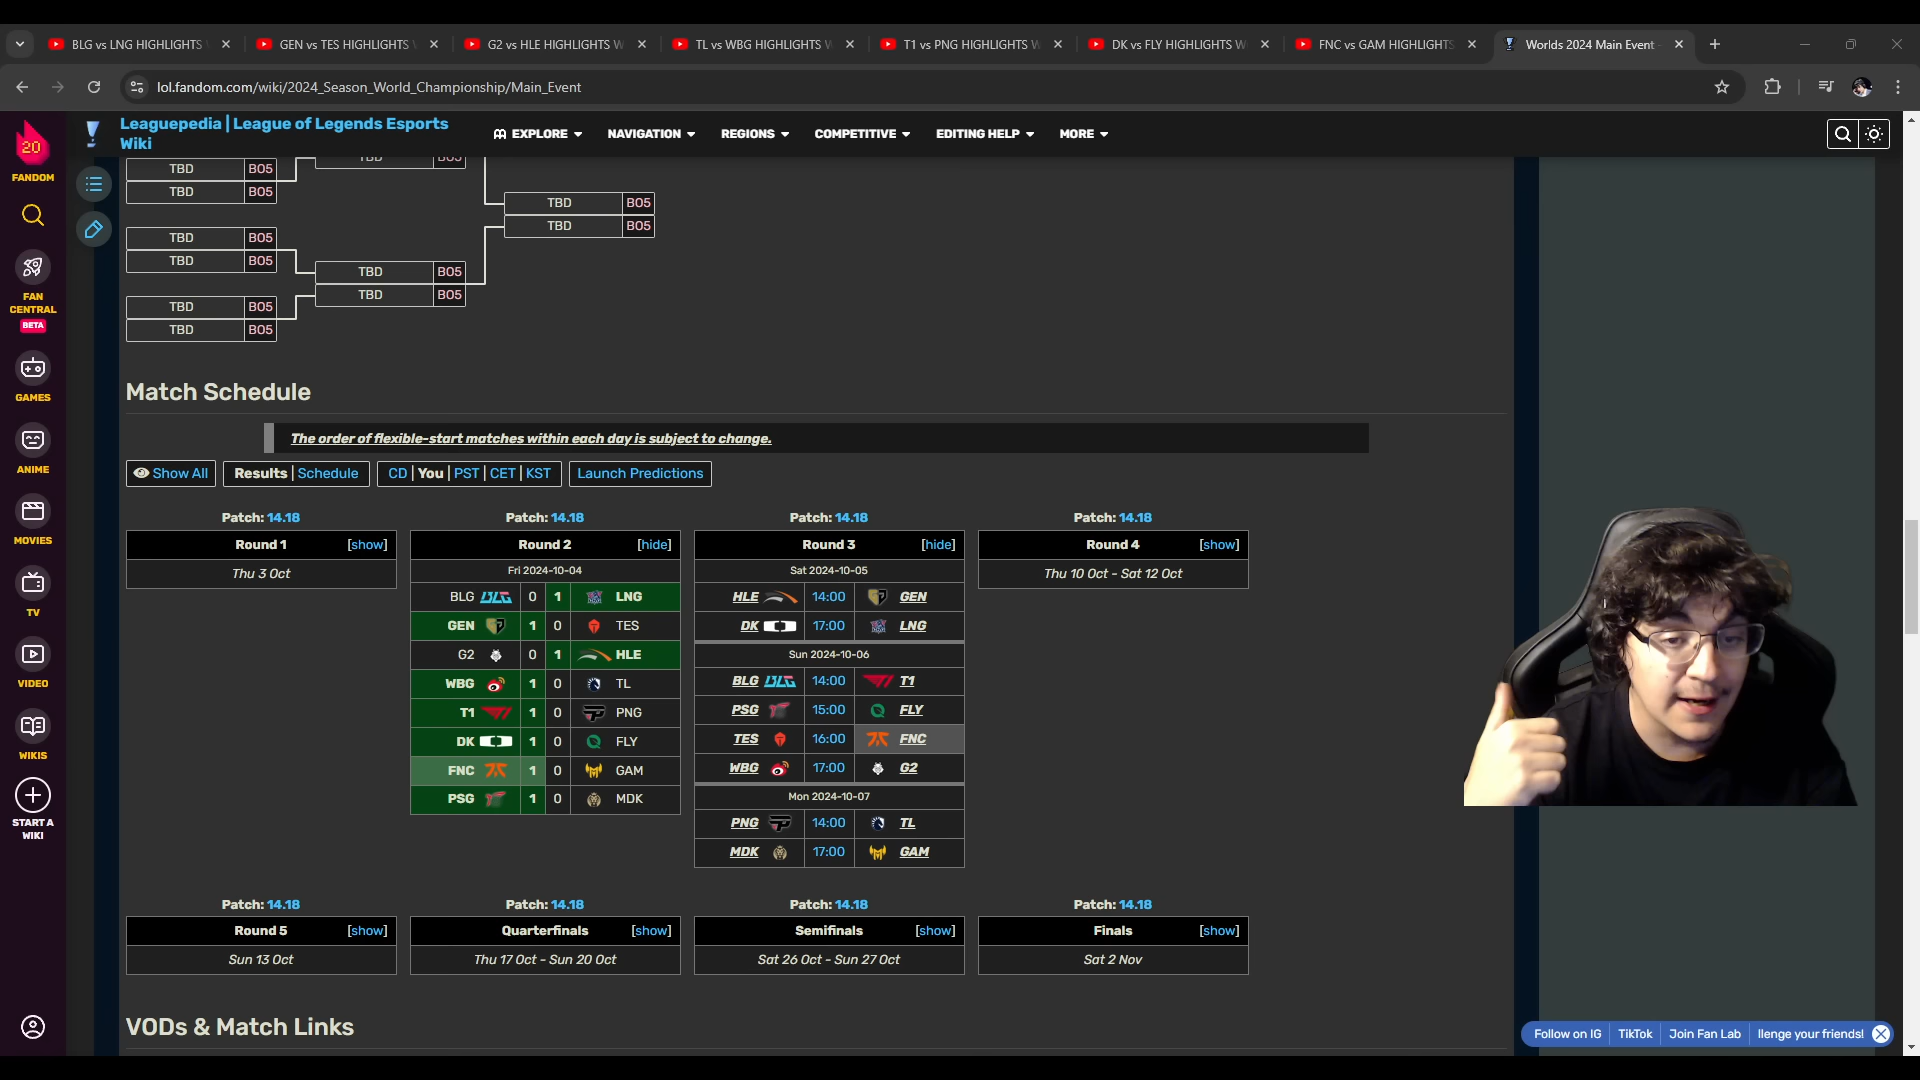 BLG vs LNG HIGHLIGHTS
GEN vs TES HIGHLIGHTS
G2 vs HLE HIGHLIGHTS W
TL vs WBG HIGHLIGHTS
T1 vs PNG HIGHLIGHTS W
DK vs FLY HIGHLIGHTS W
FNC vs GAM HIGHLIGHTS
Worlds 2024 Main Event
lol.fandom.com/wiki/2024_Season_World_Championship/Main_Event
Leaguepedia | League of Legends Esports Wiki
EXPLORE
NAVIGATION
REGIONS
COMPETITIVE
EDITING HELP
MORE
20
FANDOM
FAN CENTRAL
BETA
GAMES
ANIME
MOVIES
TV
VIDEO
WIKIS
START A WIKI
TBD BO5
TBD BO5
TBD BO5
TBD BO5
TBD BO5
TBD BO5
TBD BO5
TBD BO5
TBD BO5
TBD BO5
TBD BO5
Match Schedule
The order of flexible-start matches within each day is subject to change.
Show All
Results | Schedule
CD | You | PST | CET | KST
Launch Predictions
Patch: 14.18
Round 1 [show]
Thu 3 Oct
Patch: 14.18
Round 2 [hide]
Fri 2024-10-04
BLG BLG 0 1 LNG
GEN 1 0 TES
G2 0 1 HLE
WBG 1 0 TL
T1 1 0 PNG
DK 1 0 FLY
FNC 1 0 GAM
PSG 1 0 MDK
Patch: 14.18
Round 3 [hide]
Sat 2024-10-05
HLE 14:00 GEN
DK 17:00 LNG
Sun 2024-10-06
BLG BLG 14:00 T1
PSG 15:00 FLY
TES 16:00 FNC
WBG 17:00 G2
Mon 2024-10-07
PNG 14:00 TL
MDK 17:00 GAM
Patch: 14.18
Round 4 [show]
Thu 10 Oct - Sat 12 Oct
Patch: 14.18
Round 5 [show]
Sun 13 Oct
Patch: 14.18
Quarterfinals [show]
Thu 17 Oct - Sun 20 Oct
Patch: 14.18
Semifinals [show]
Sat 26 Oct - Sun 27 Oct
Patch: 14.18
Finals [show]
Sat 2 Nov
VODs & Match Links
Follow on IG
TikTok
Join Fan Lab
llenge your friends!